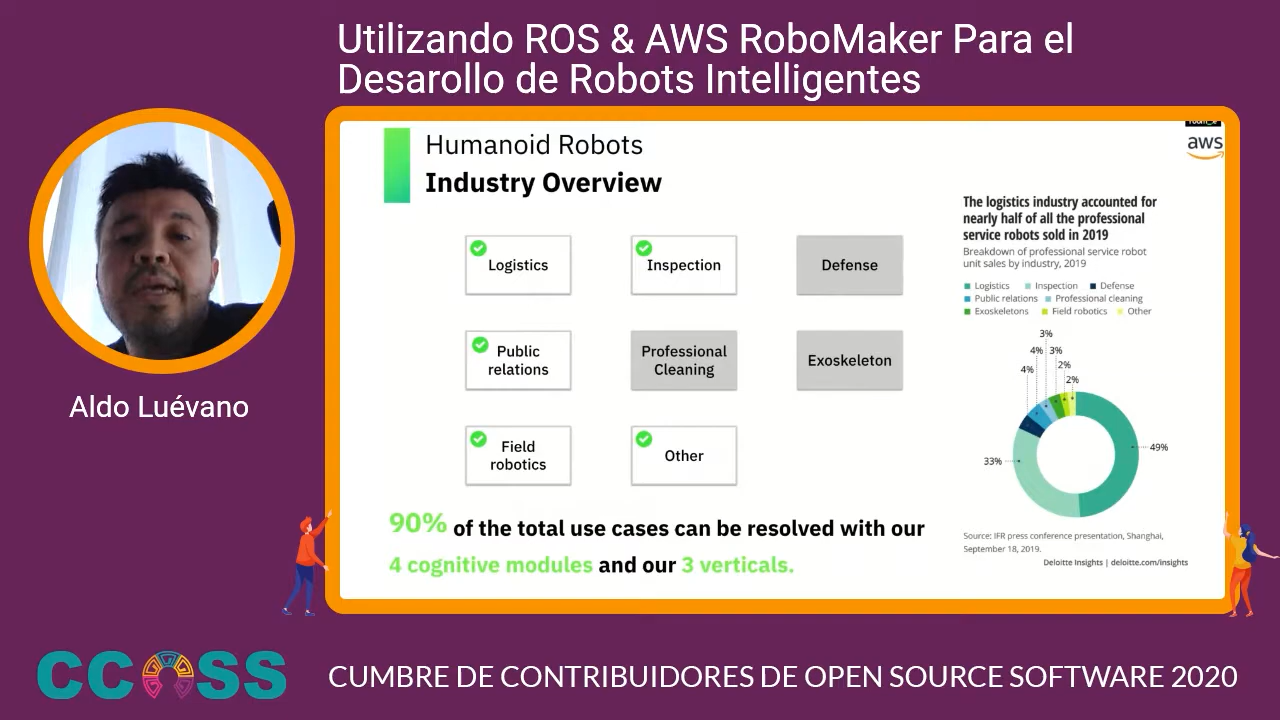 Utilizando ROS & AWS RoboMaker Para el
Desarollo de Robots Intelligentes
Aldo Luévano
Humanoid Robots
Industry Overview
aws
Logistics
Inspection
Defense
Public
relations
Professional
Cleaning
Exoskeleton
Field
robotics
Other
90% of the total use cases can be resolved with our
4 cognitive modules and our 3 verticals.
The logistics industry accounted for
nearly half of all the professional
service robots sold in 2019
Breakdown of professional service robot
unit sales by industry, 2019
Logistics Inspection Defense
Public relations Professional cleaning
Exoskeletons Field robotics Other
3%
4% 3%
4% 2%
2%
33%
49%
Source: IFR press conference presentation, Shanghai,
September 18, 2019.
Deloitte Insights | deloitte.com/insights
CCOSS
CUMBRE DE CONTRIBUIDORES DE OPEN SOURCE SOFTWARE 2020